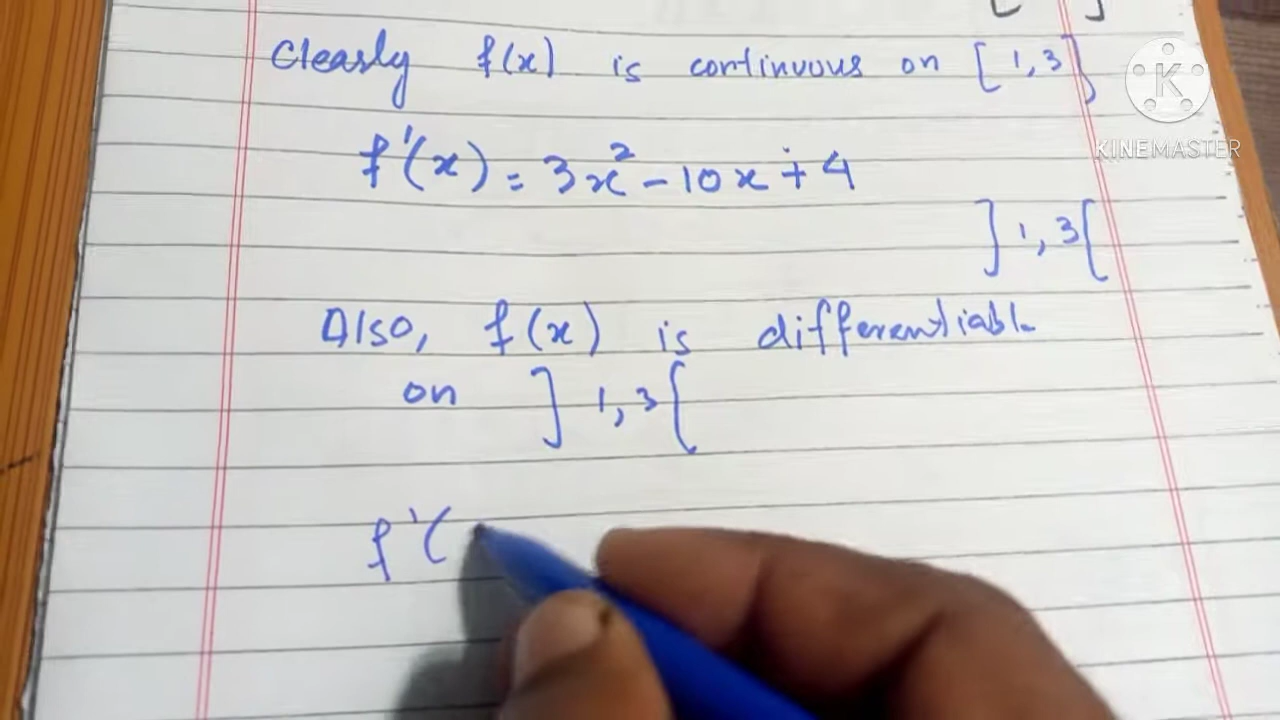 Clearly f(x) is continuous on [1,3]
f'(x) = 3x² - 10x + 4
]1,3[
Also, f(x) is differentiable
on ]1,3[
f'(
K
KINEMASTER